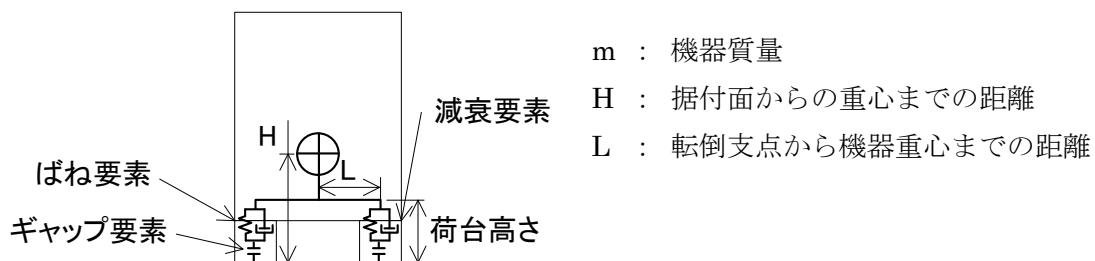 m : 機器質量
H : 据付面からの重心までの距離
L : 転倒支点から機器重心までの距離
H
L
減衰要素
ばね要素
ギャップ要素
荷台高さ